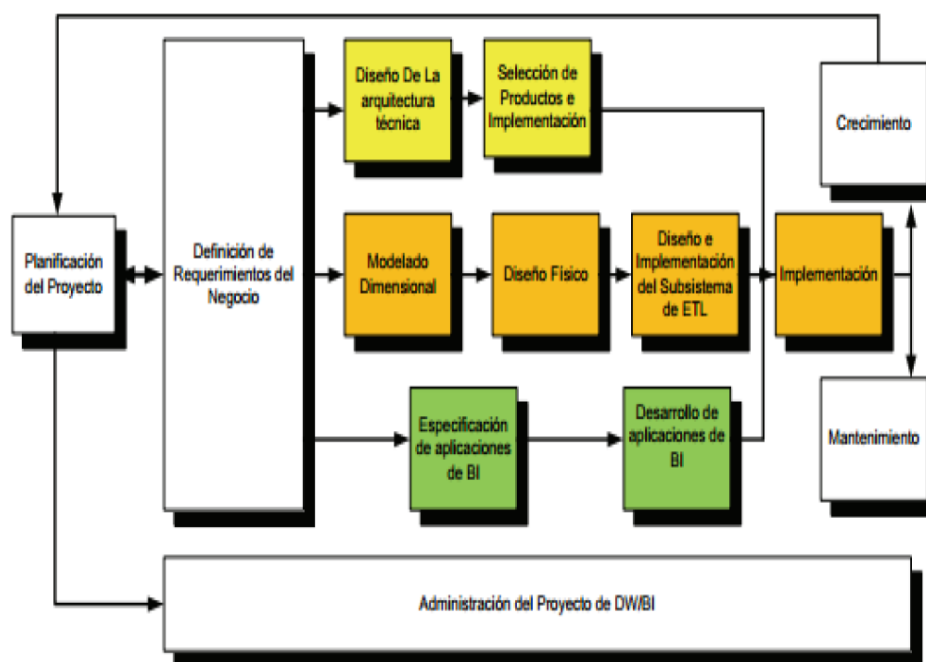 Diseño De La
arquitectura
técnica
Selección de
Productos e
Implementación
Crecimiento
Planificación
del Proyecto
Definición de
Requerimientos del
Negocio
Modelado
Dimensional
Diseño Físico
Diseño e
Implementación
del Subsistema
de ETL
Implementación
Especificación
de aplicaciones
de BI
Desarrollo de
aplicaciones de
BI
Mantenimiento
Administración del Proyecto de DW/BI